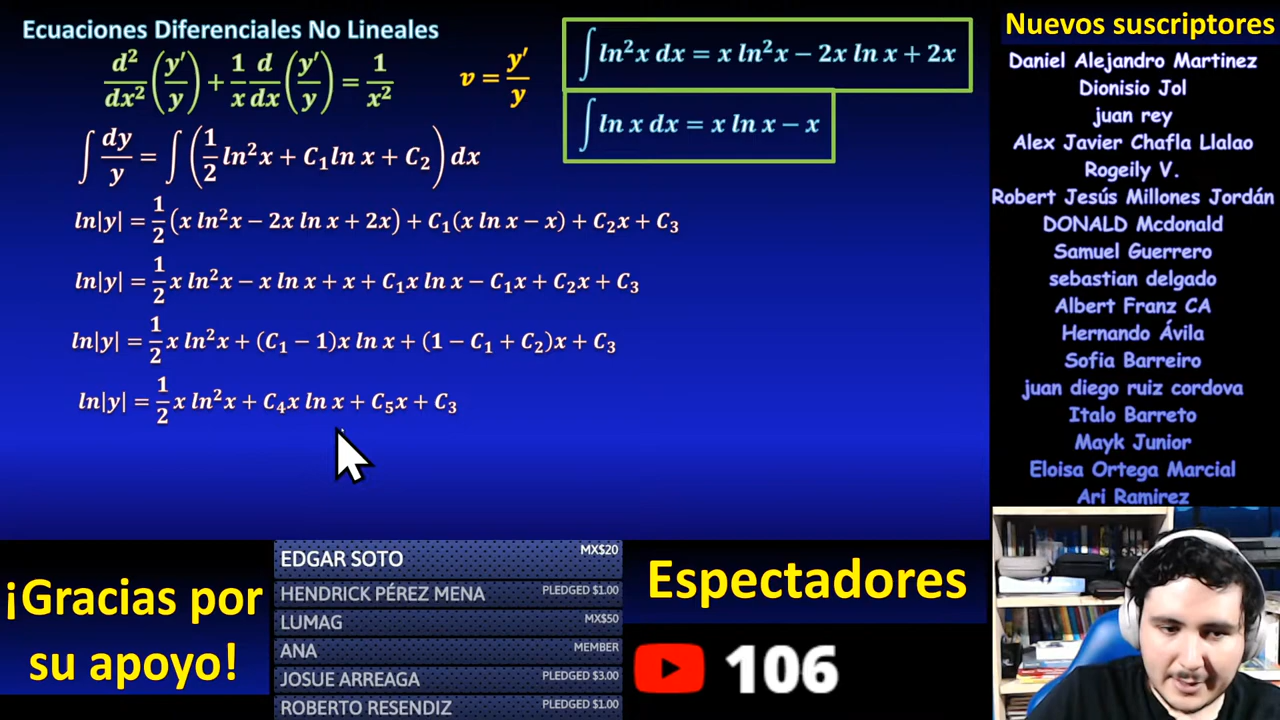 Ecuaciones Diferenciales No Lineales
d²/dx² (y′/y) + 1/x d/dx (y′/y) = 1/x²
v = y′/y
∫ ln²x dx = x ln²x − 2x ln x + 2x
∫ ln x dx = x ln x − x
∫ dy/y = ∫ (1/2 ln²x + C₁ln x + C₂) dx
ln|y| = 1/2 (x ln²x − 2x ln x + 2x) + C₁(x ln x − x) + C₂x + C₃
ln|y| = 1/2 x ln²x − x ln x + x + C₁x ln x − C₁x + C₂x + C₃
ln|y| = 1/2 x ln²x + (C₁ − 1)x ln x + (1 − C₁ + C₂)x + C₃
ln|y| = 1/2 x ln²x + C₄x ln x + C₅x + C₃
Nuevos suscriptores
Daniel Alejandro Martinez
Dionisio Jol
juan rey
Alex Javier Chafla Llalao
Rogeily V.
Robert Jesús Millones Jordán
DONALD Mcdonald
Samuel Guerrero
sebastian delgado
Albert Franz CA
Hernando Ávila
Sofia Barreiro
juan diego ruiz cordova
Italo Barreto
Mayk Junior
Eloisa Ortega Marcial
Ari Ramirez
¡Gracias por
su apoyo!
EDGAR SOTO MX$20
HENDRICK PÉREZ MENA PLEDGED $1.00
LUMAG MX$50
ANA MEMBER
JOSUE ARREAGA PLEDGED $3.00
ROBERTO RESENDIZ PLEDGED $1.00
Espectadores
106